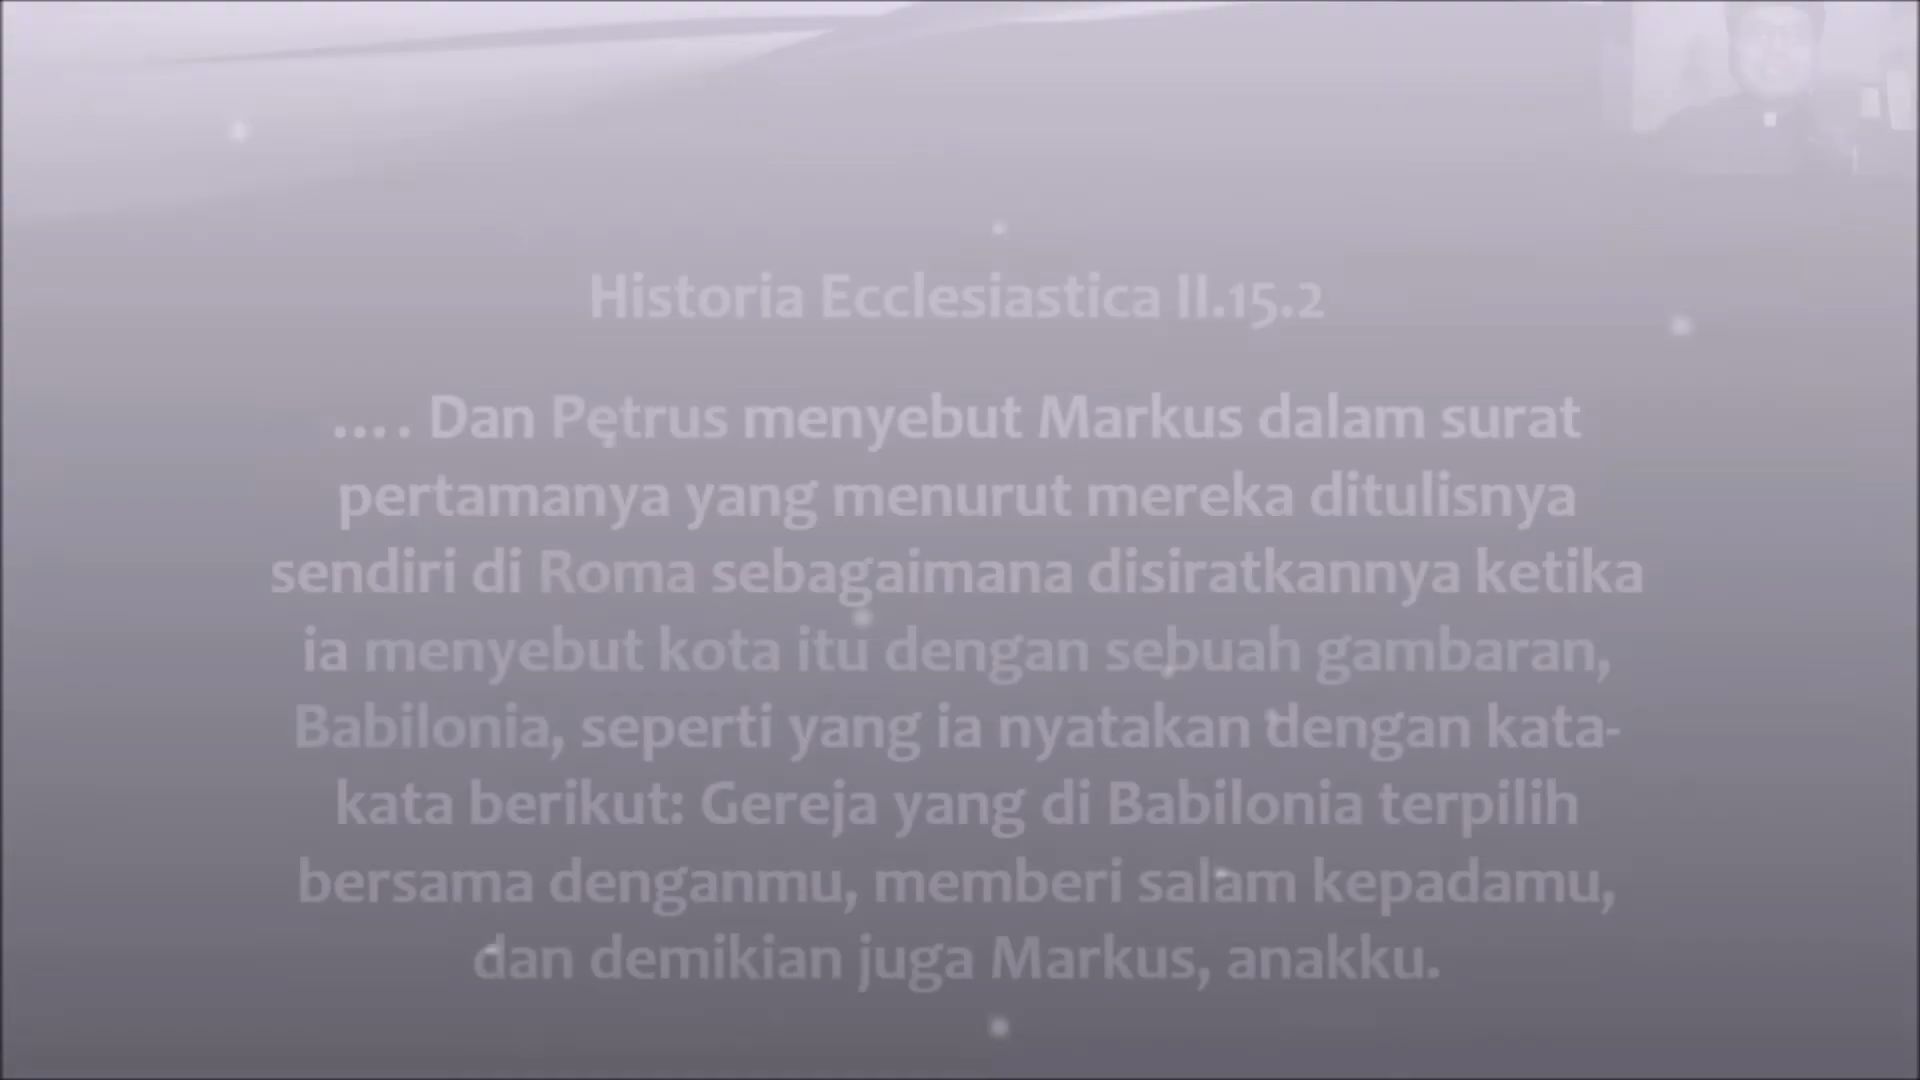 Historia Ecclesiastica II.15.2
.... Dan Petrus menyebut Markus dalam surat
pertamanya yang menurut mereka ditulisnya
sendiri di Roma sebagaimana disiratkannya ketika
ia menyebut kota itu dengan sebuah gambaran,
Babilonia, seperti yang ia nyatakan dengan kata-
kata berikut: Gereja yang di Babilonia terpilih
bersama denganmu, memberi salam kepadamu,
dan demikian juga Markus, anakku.